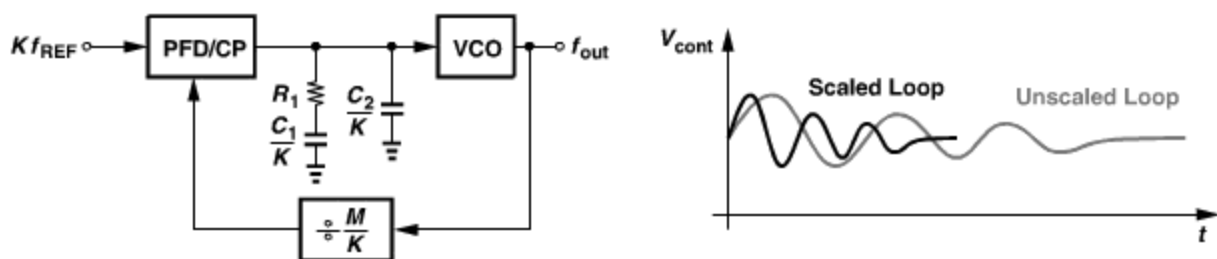 Kf_REF
PFD/CP
VCO
f_out
R_1
C_1/K
C_2/K
÷ M/K
V_cont
Scaled Loop
Unscaled Loop
t